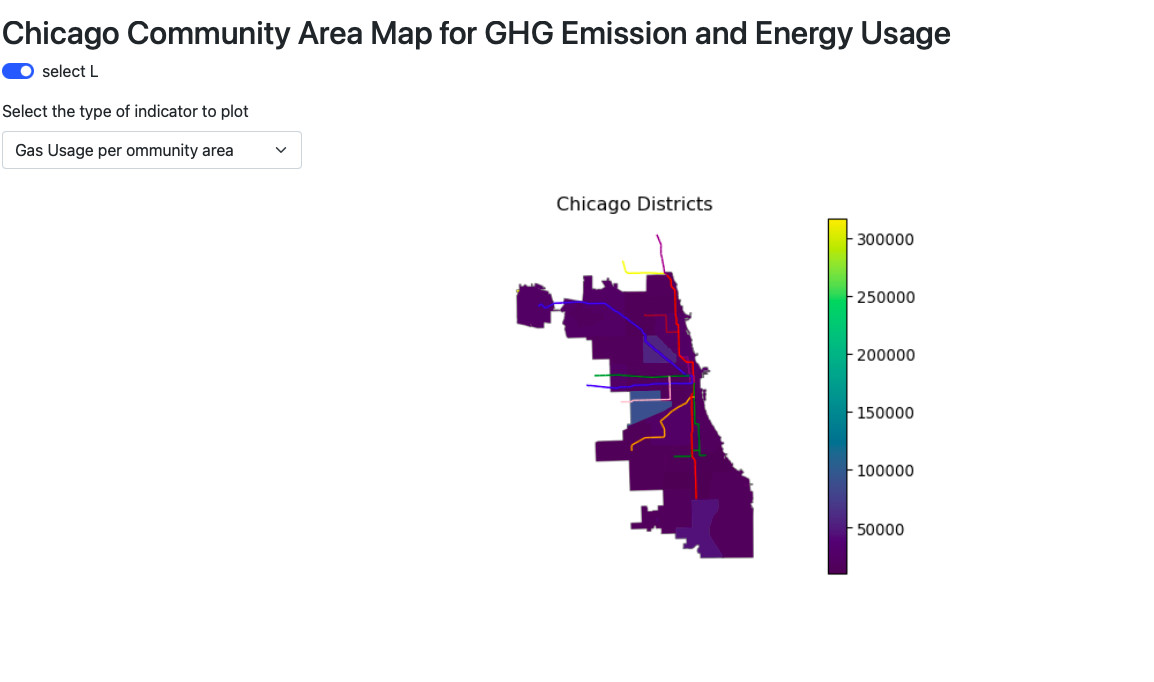 Chicago Community Area Map for GHG Emission and Energy Usage
select L
Select the type of indicator to plot
Gas Usage per ommunity area
Chicago Districts
300000
250000
200000
150000
100000
50000